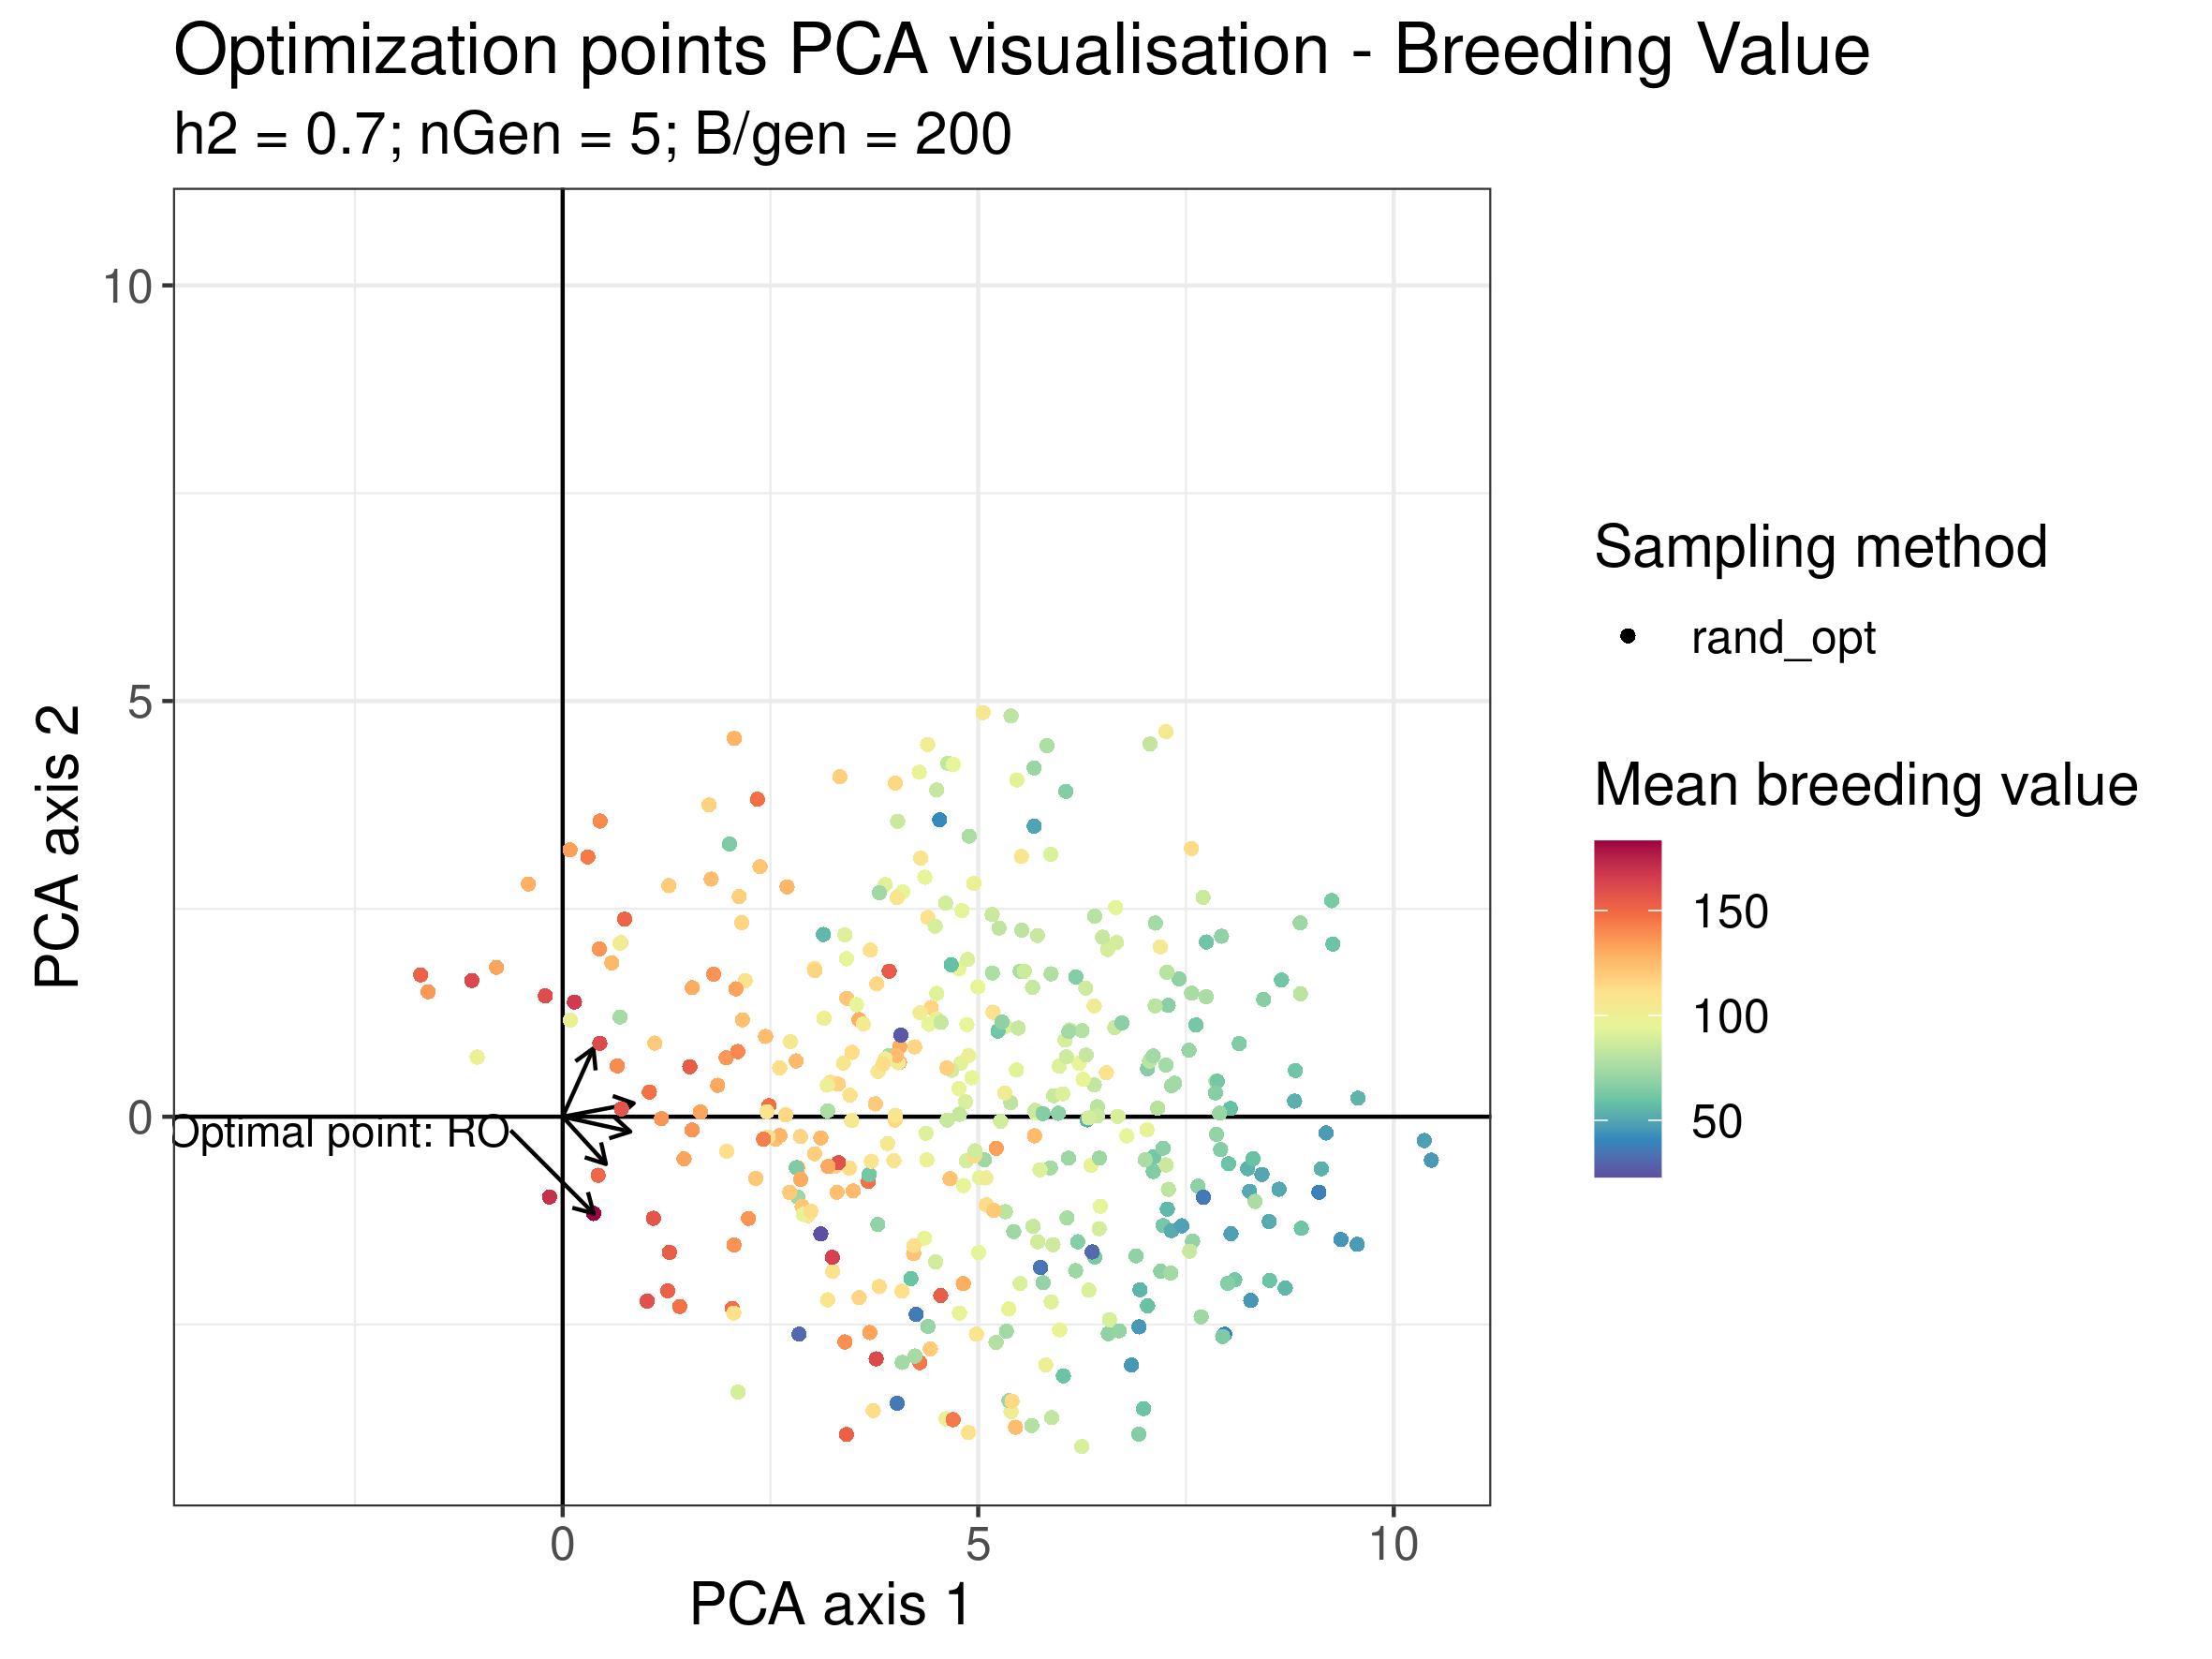 Optimization points PCA visualisation - Breeding Value
h2 = 0.7; nGen = 5; B/gen = 200
10
5
0
PCA axis 2
Optimal point: RO
0
5
10
PCA axis 1
Sampling method
rand_opt
Mean breeding value
150
100
50